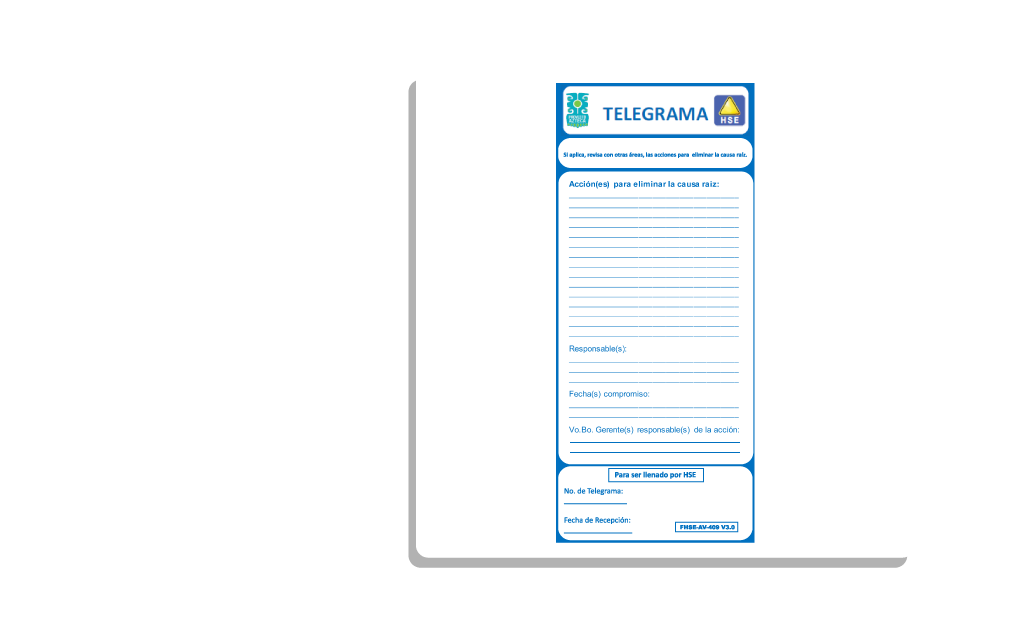 TELEGRAMA
HSE
Si aplica, revisa con otras áreas, las acciones para eliminar la causa raíz.
Acción(es) para eliminar la causa raiz:
Responsable(s):
Fecha(s) compromiso:
Vo.Bo. Gerente(s) responsable(s) de la acción:
Para ser llenado por HSE
No. de Telegrama:
Fecha de Recepción:
FHSE-AV-409 V3.0